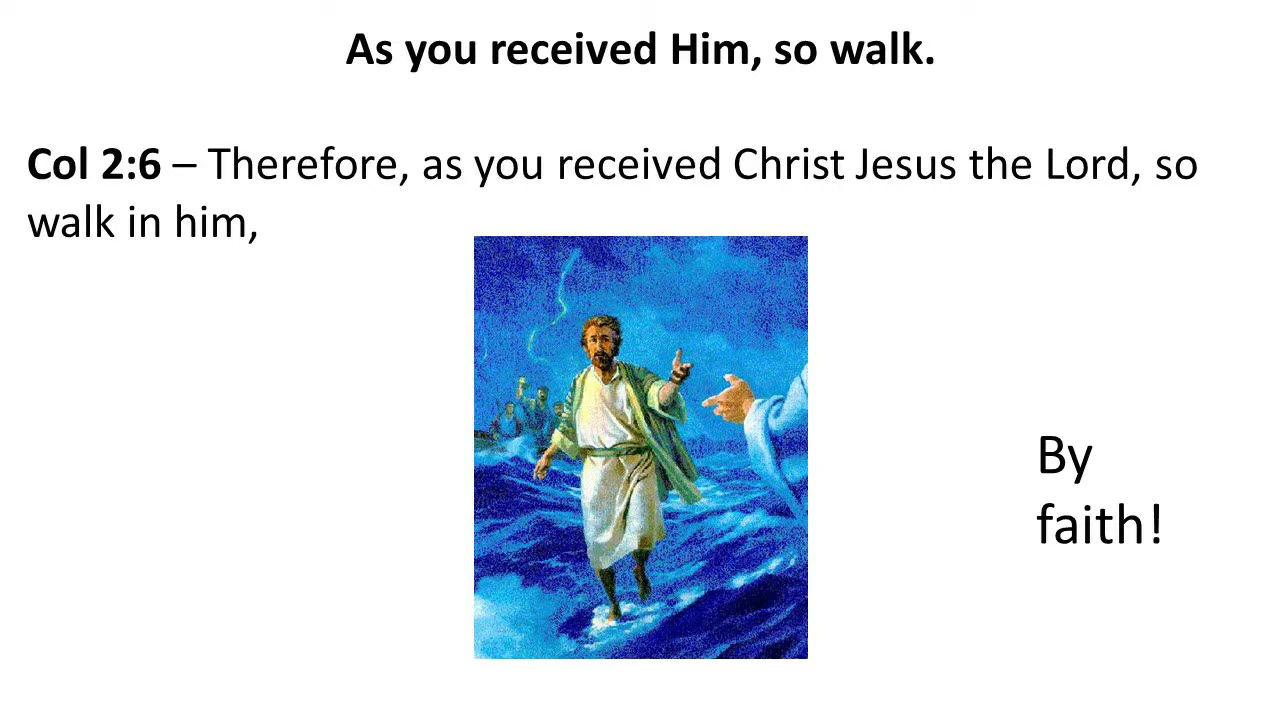 As you received Him, so walk.
Col 2:6 – Therefore, as you received Christ Jesus the Lord, so
walk in him,
By
faith!